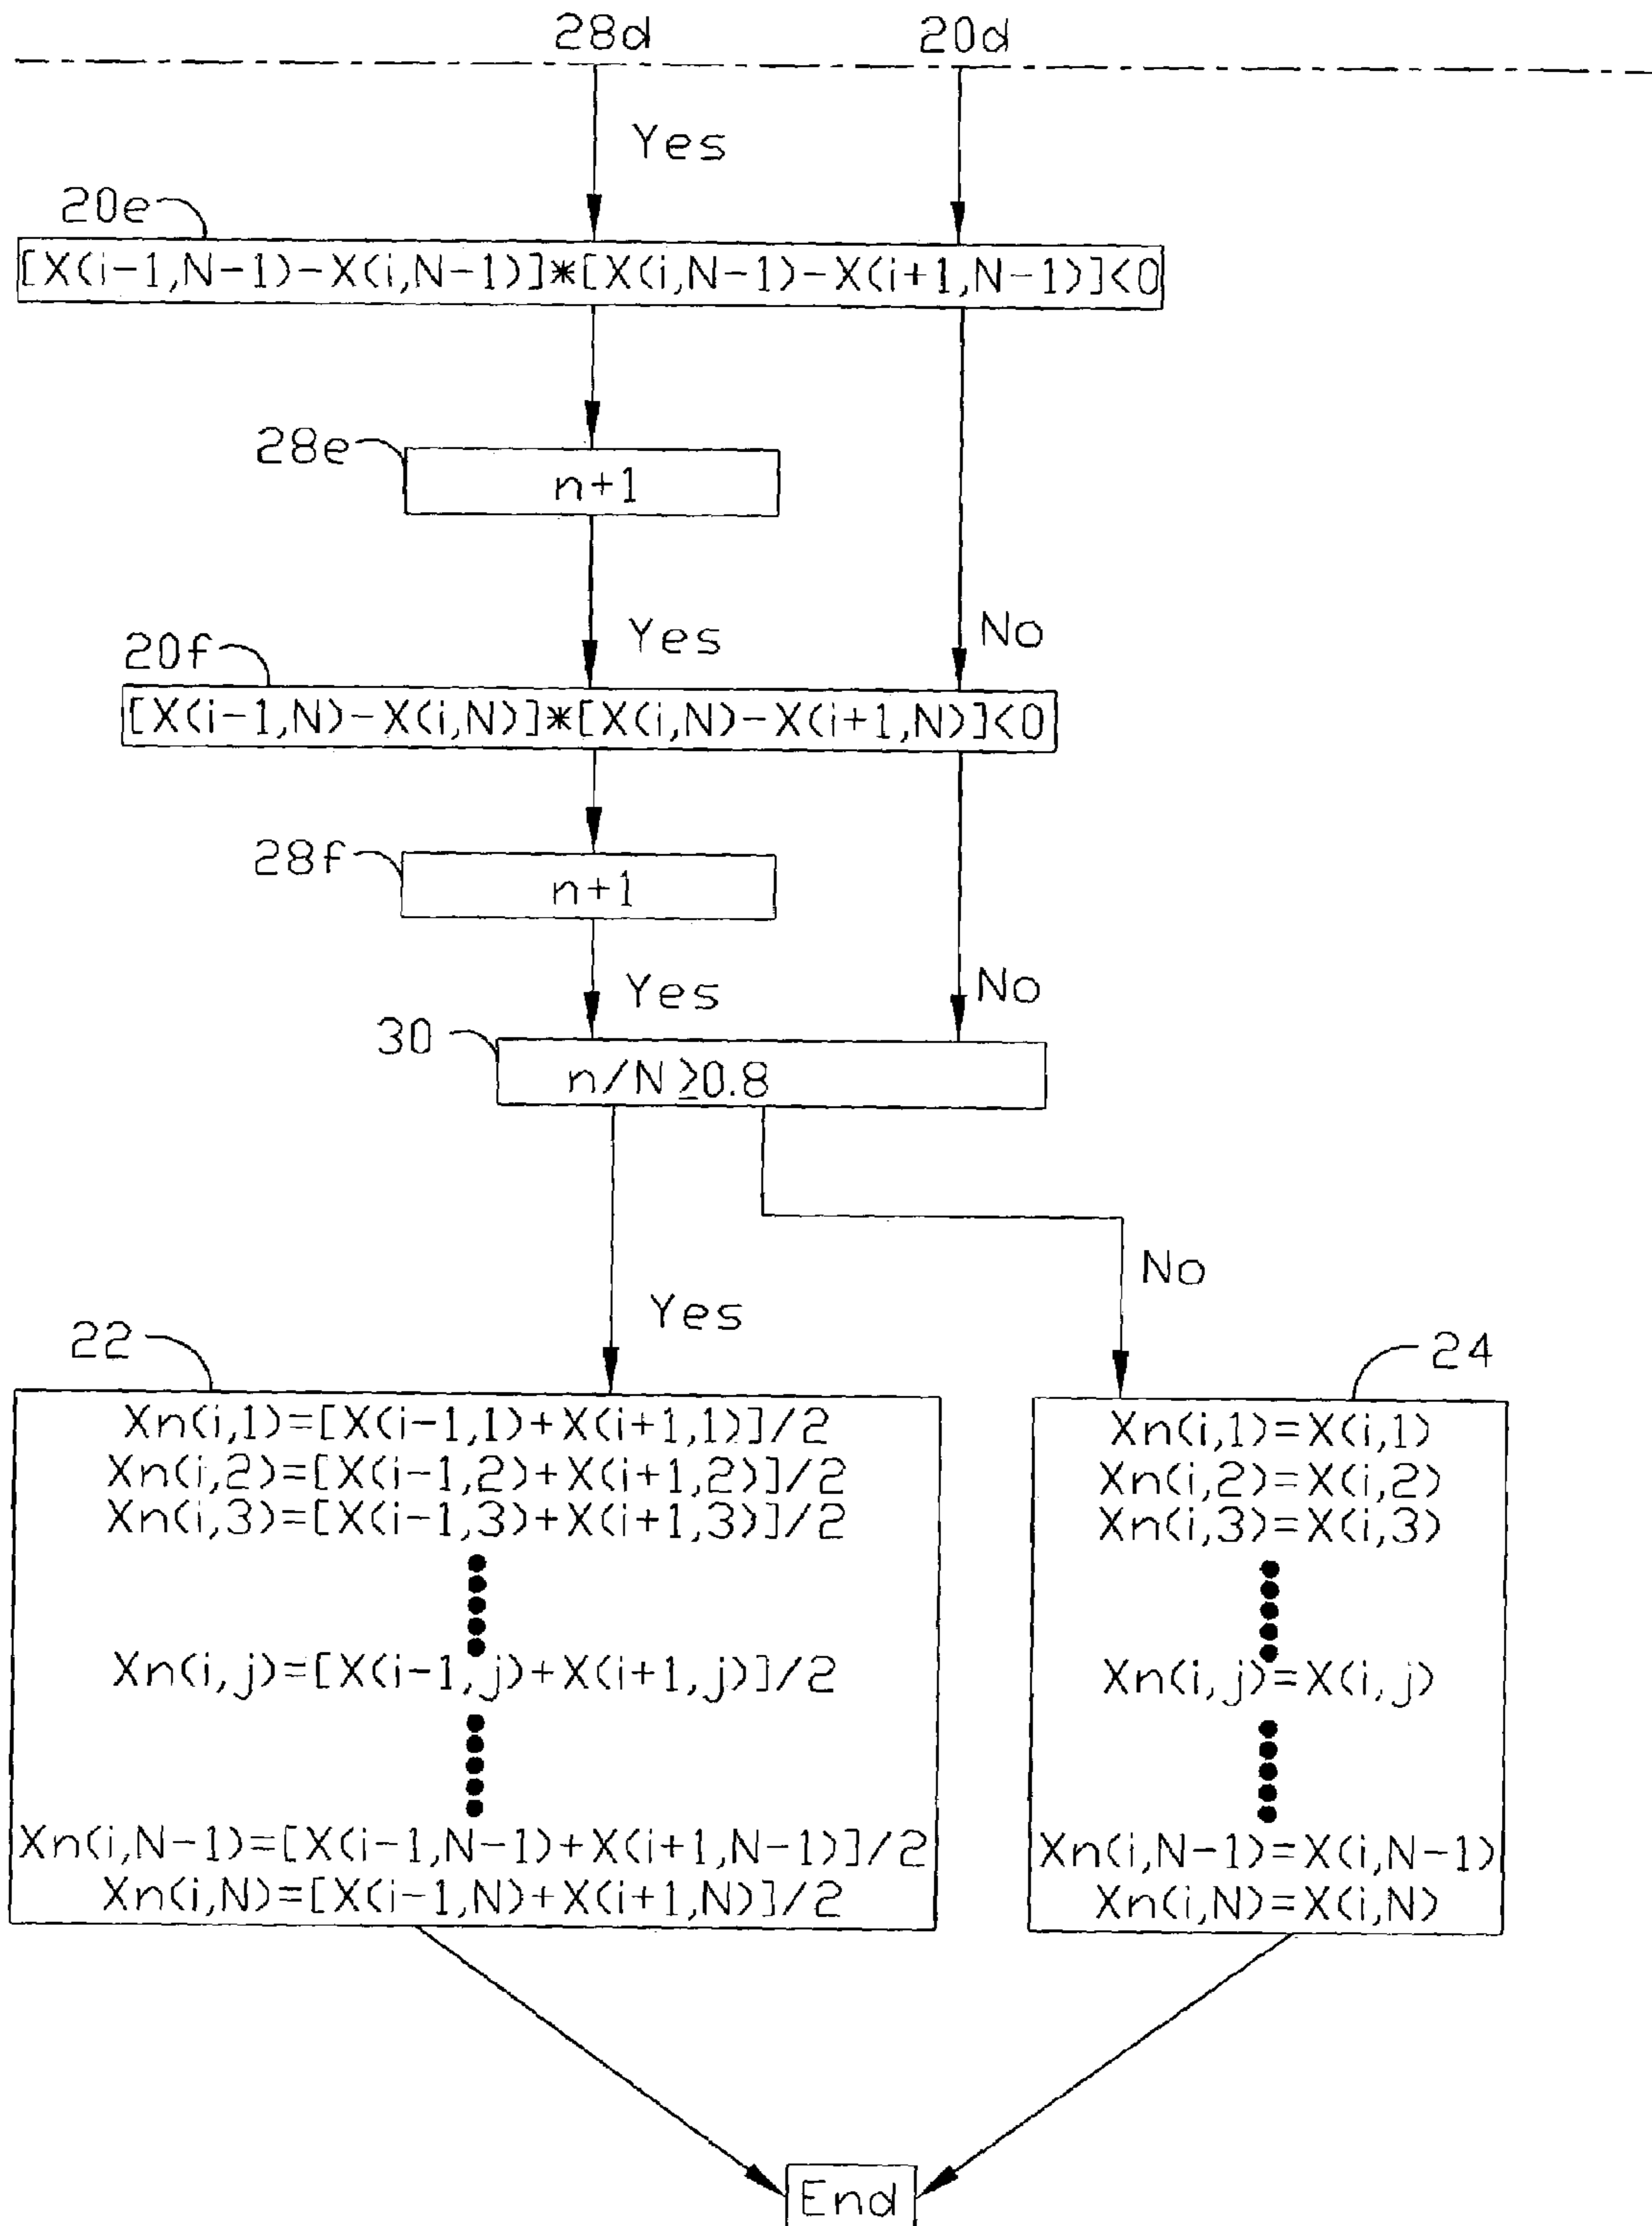 28d
20d
Yes
20e
[X(i-1,N-1)-X(i,N-1)]*[X(i,N-1)-X(i+1,N-1)]<0
28e
n+1
Yes
No
20f
[X(i-1,N)-X(i,N)]*[X(i,N)-X(i+1,N)]<0
28f
n+1
Yes
No
30
n/N≥0.8
Yes
No
22
24
Xn(i,1)=[X(i-1,1)+X(i+1,1)]/2
Xn(i,2)=[X(i-1,2)+X(i+1,2)]/2
Xn(i,3)=[X(i-1,3)+X(i+1,3)]/2
Xn(i,j)=[X(i-1,j)+X(i+1,j)]/2
Xn(i,N-1)=[X(i-1,N-1)+X(i+1,N-1)]/2
Xn(i,N)=[X(i-1,N)+X(i+1,N)]/2
Xn(i,1)=X(i,1)
Xn(i,2)=X(i,2)
Xn(i,3)=X(i,3)
Xn(i,j)=X(i,j)
Xn(i,N-1)=X(i,N-1)
Xn(i,N)=X(i,N)
End